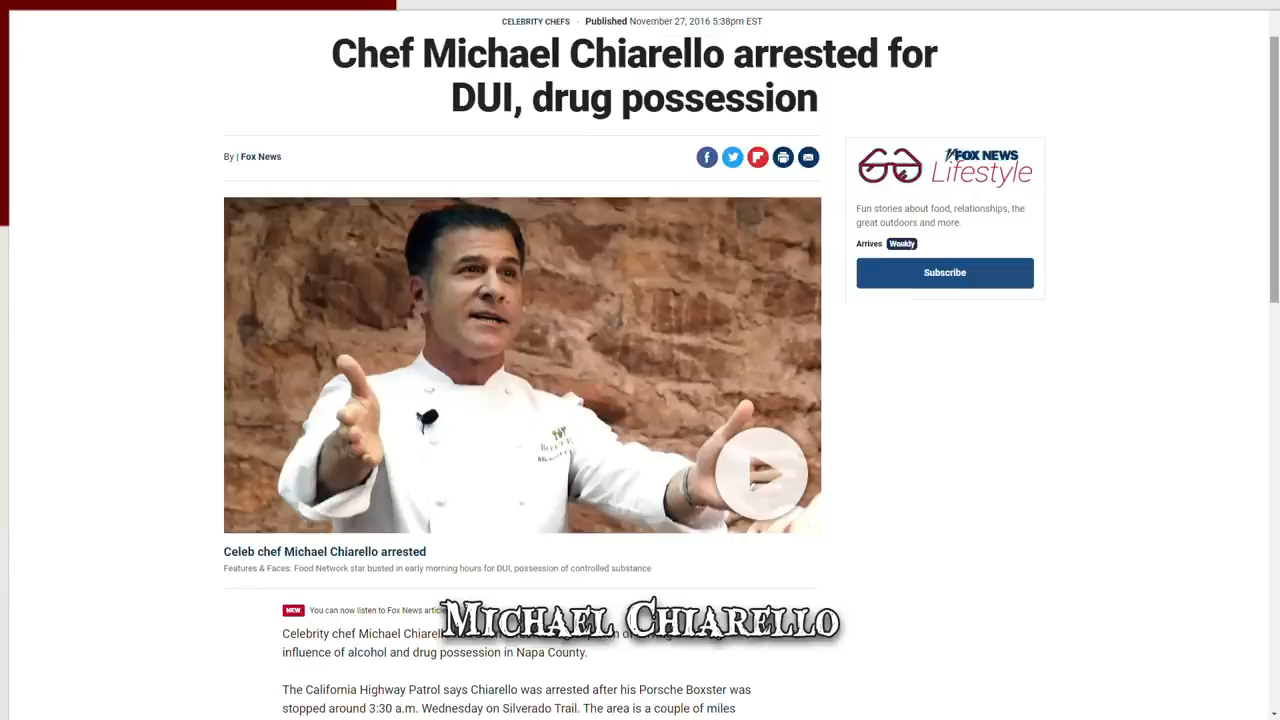 CELEBRITY CHEFS · Published November 27, 2016 5:38pm EST
Chef Michael Chiarello arrested for
DUI, drug possession
By | Fox News
FOX NEWS
Lifestyle
Fun stories about food, relationships, the
great outdoors and more.
Arrives Weekly
Subscribe
Celeb chef Michael Chiarello arrested
Features & Faces: Food Network star busted in early morning hours for DUI, possession of controlled substance
NEW You can now listen to Fox News
Michael Chiarello
Celebrity chef Michael
influence of alcohol and drug possession in Napa County.
The California Highway Patrol says Chiarello was arrested after his Porsche Boxster was
stopped around 3:30 a.m. Wednesday on Silverado Trail. The area is a couple of miles